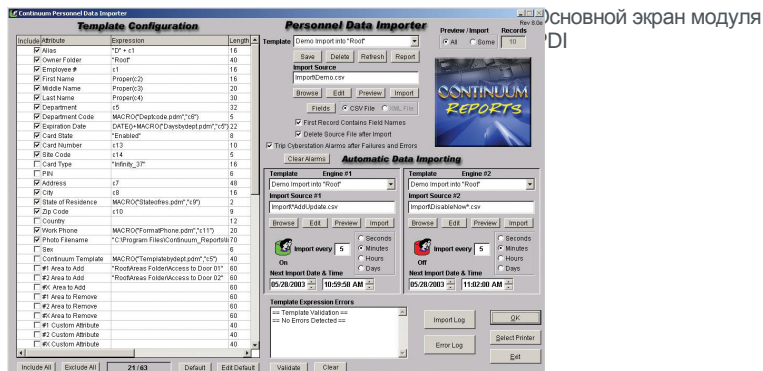 Continuum Personnel Data Importer
Основной экран модуля
PDI
Rev 8.0e
Template Configuration
Include Attribute Expression Length
Alias "D" + c1 16
Owner Folder "Root" 40
Employee # c1 16
First Name Proper(c2) 16
Middle Name Proper(c3) 20
Last Name Proper(c4) 30
Department c5 32
Department Code MACRO("Deptcode.pdm","c6") 5
Expiration Date DATE()+MACRO("Daysbydept.pdm","c5") 22
Card State "Enabled" 8
Card Number c13 10
Site Code c14 5
Card Type "Infinity_37" 16
PIN 6
Address c7 48
City c8 16
State of Residence MACRO("Stateofres.pdm","c9") 2
Zip Code c10 9
Country 12
Work Phone MACRO("FormatPhone.pdm","c11") 20
Photo Filename "C:\Program Files\Continuum_Reports\Im 70
Sex 6
Continuum Template MACRO("Templatebydept.pdm","c5") 40
#1 Area to Add "Root\Areas Folder\Access to Door 01" 60
#2 Area to Add "Root\Areas Folder\Access to Door 02" 60
#X Area to Add 60
#1 Area to Remove 60
#2 Area to Remove 60
#X Area to Remove 60
#1 Custom Attribute 40
#2 Custom Attribute 40
#X Custom Attribute 40
Include All Exclude All 21 / 63 Default Edit Default
Personnel Data Importer
Template Demo Import into "Root"
Save Delete Refresh Report
Import Source
Import\Demo.csv
Browse Edit Preview Import
Fields CSV File XML File
First Record Contains Field Names
Delete Source File after Import
Trip Cyberstation Alarms after Failures and Errors
Preview / Import Records
All Some 10
CONTINUUM
REPORTS
Clear Alarms Automatic Data Importing
Template Engine #1
Demo Import into "Root"
Import Source #1
Import\*AddUpdate.csv
Browse Edit Preview Import
On
Import every 5
Seconds
Minutes
Hours
Days
Next Import Date & Time
05/28/2003 10:59:58 AM
Template Engine #2
Demo Import into "Root"
Import Source #2
Import\DisableNow*.csv
Browse Edit Preview Import
Off
Import every 5
Seconds
Minutes
Hours
Days
Next Import Date & Time
05/28/2003 11:02:00 AM
Template Expression Errors
== Template Validation ==
== No Errors Detected ==
Validate Clear
Import Log
Error Log
OK
Select Printer
Exit